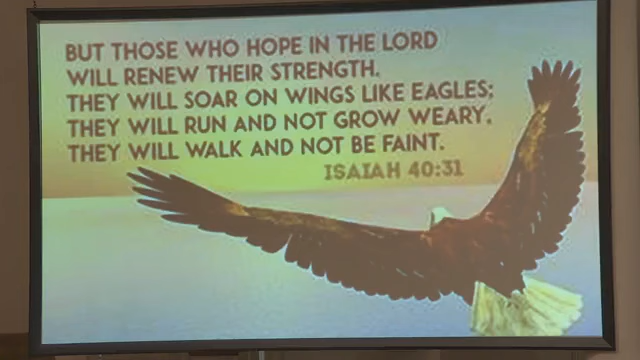 BUT THOSE WHO HOPE IN THE LORD
WILL RENEW THEIR STRENGTH.
THEY WILL SOAR ON WINGS LIKE EAGLES;
THEY WILL RUN AND NOT GROW WEARY,
THEY WILL WALK AND NOT BE FAINT.
ISAIAH 40:31